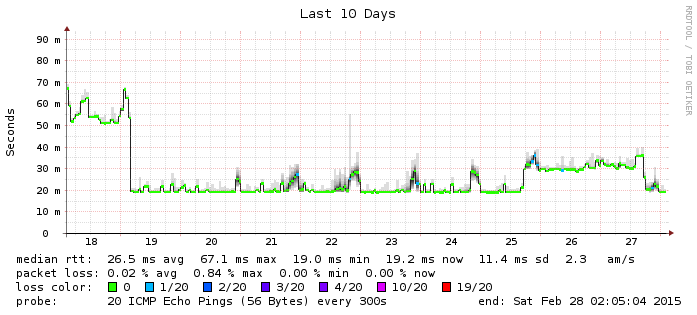 Last 10 Days
RRDTOOL / TOBI OETIKER
Seconds
90 m
80 m
70 m
60 m
50 m
40 m
30 m
20 m
10 m
0
18 19 20 21 22 23 24 25 26 27
median rtt: 26.5 ms avg 67.1 ms max 19.0 ms min 19.2 ms now 11.4 ms sd 2.3 am/s
packet loss: 0.02 % avg 0.84 % max 0.00 % min 0.00 % now
loss color: 0 1/20 2/20 3/20 4/20 10/20 19/20
probe: 20 ICMP Echo Pings (56 Bytes) every 300s end: Sat Feb 28 02:05:04 2015